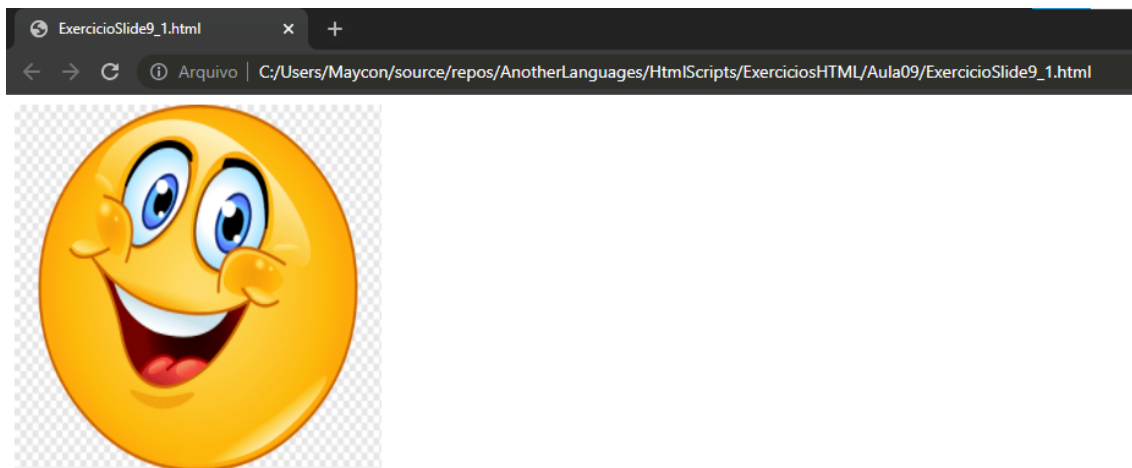 ExercicioSlide9_1.html
Arquivo C:/Users/Maycon/source/repos/AnotherLanguages/HtmlScripts/ExerciciosHTML/Aula09/ExercicioSlide9_1.html